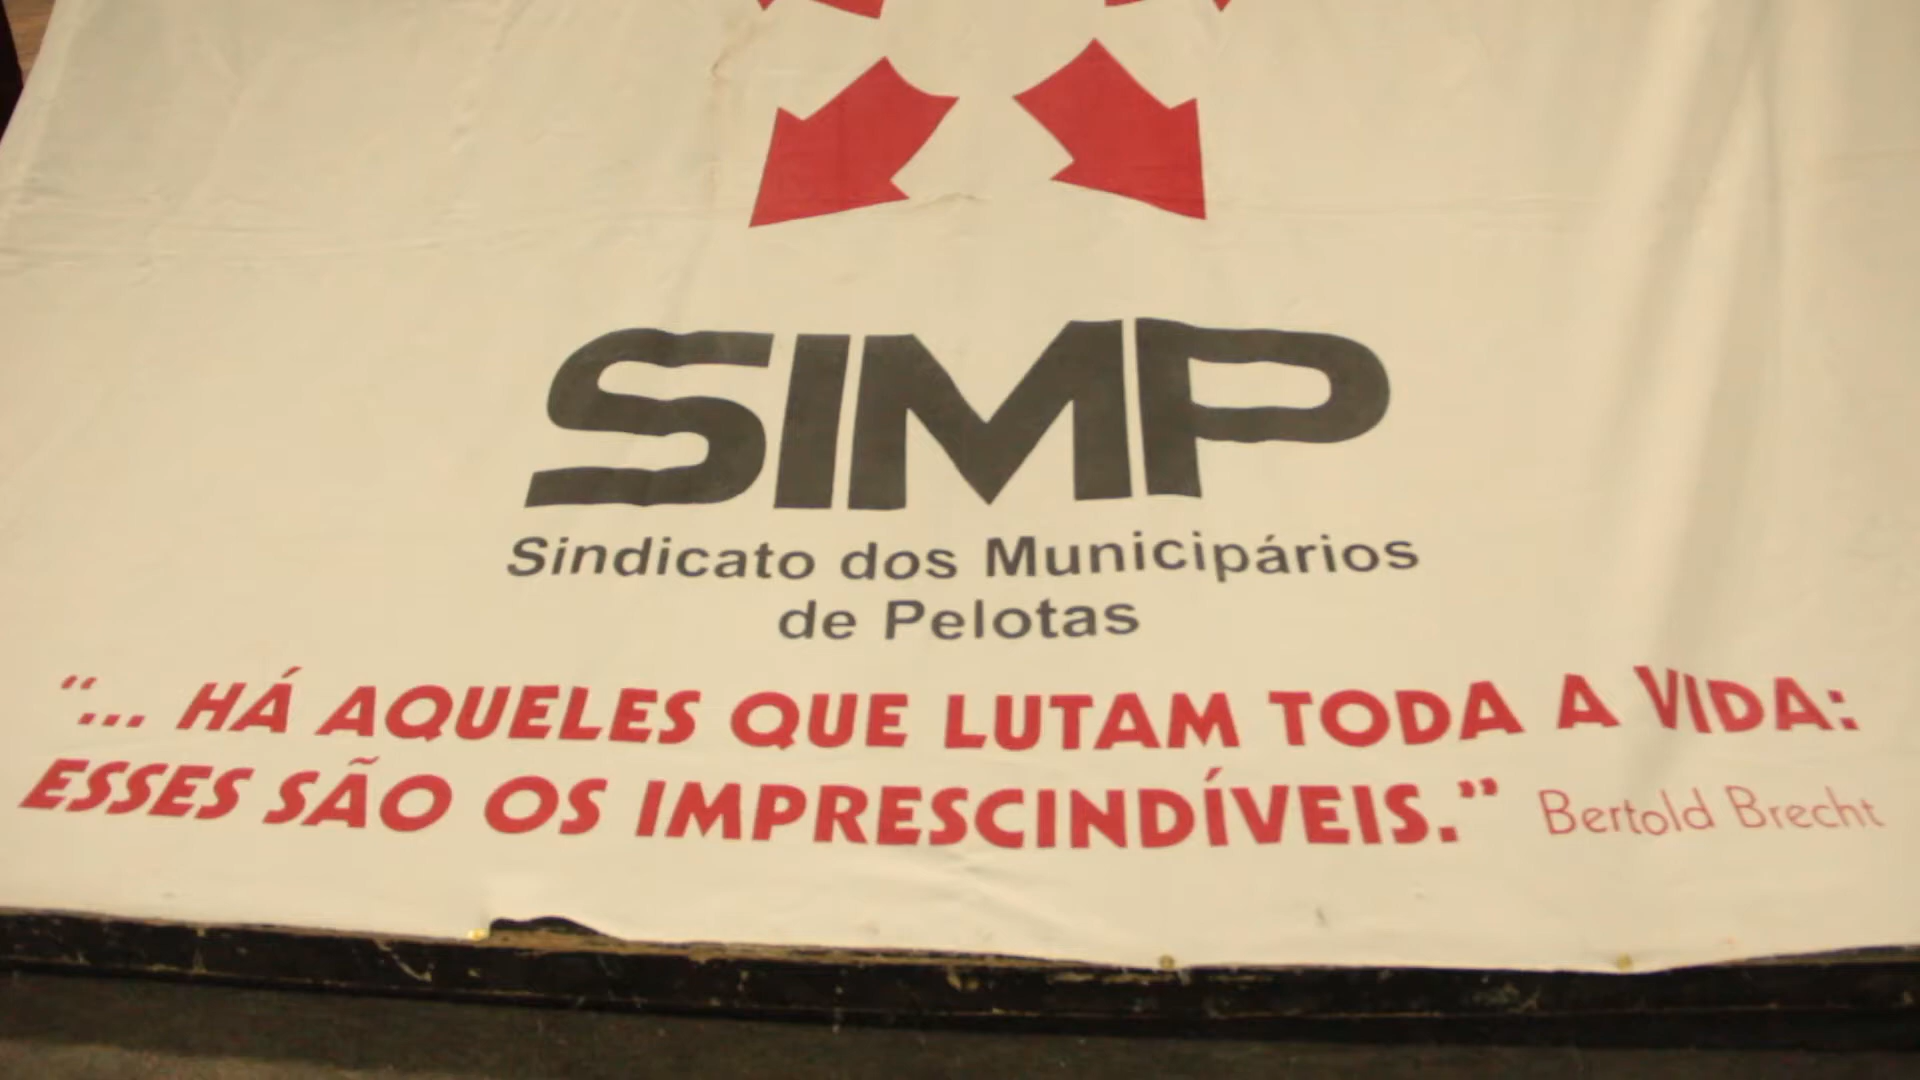 SIMP
Sindicato dos Municipários
de Pelotas
“... HÁ AQUELES QUE LUTAM TODA A VIDA:
ESSES SÃO OS IMPRESCINDÍVEIS.” Bertold Brecht